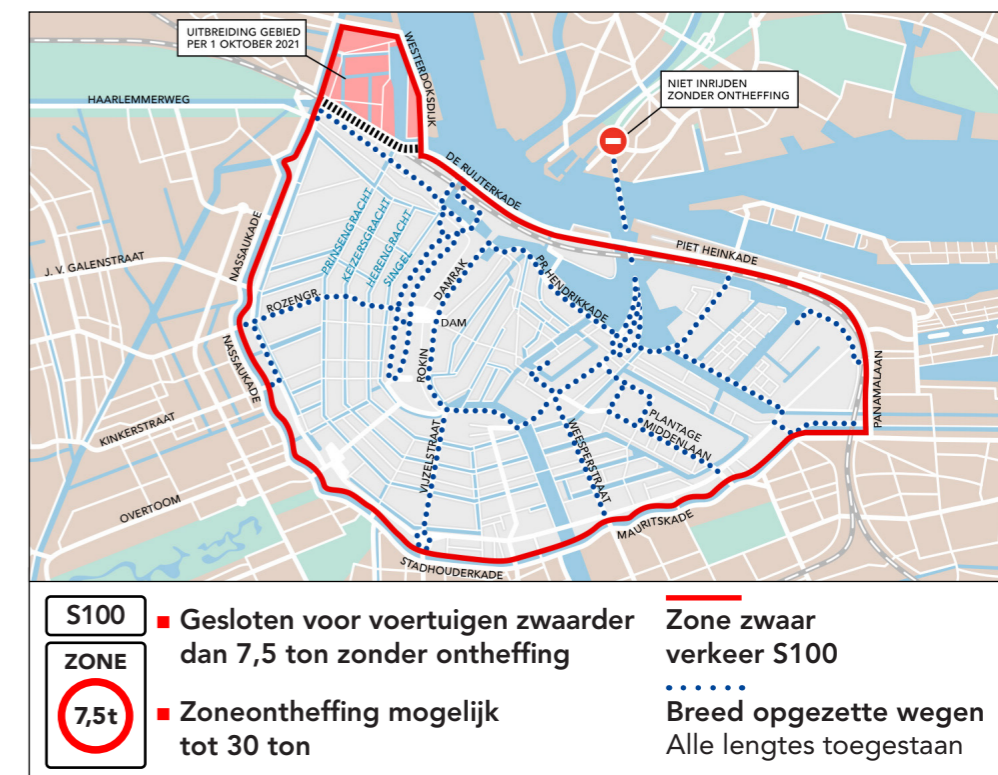 UITBREIDING GEBIED
PER 1 OKTOBER 2021
WESTERDOKSDIJK
NIET INRIJDEN
ZONDER ONTHEFFING
HAARLEMMERWEG
DE RUIJTERKADE
PIET HEINKADE
NASSAUKADE
PRINSENGRACHT
KEIZERSGRACHT
HERENGRACHT
SINGEL
J. V. GALENSTRAAT
ROZENGR.
DAMRAK
PR.HENDRIKKADE
DAM
NASSAUKADE
ROKIN
PANAMALAAN
KINKERSTRAAT
VIJZELSTRAAT
WEESPERSTRAAT
PLANTAGE
MIDDENLAAN
OVERTOOM
MAURITSKADE
STADHOUDERKADE
S100
ZONE
7,5t
Gesloten voor voertuigen zwaarder
dan 7,5 ton zonder ontheffing
Zoneontheffing mogelijk
tot 30 ton
Zone zwaar
verkeer S100
Breed opgezette wegen
Alle lengtes toegestaan